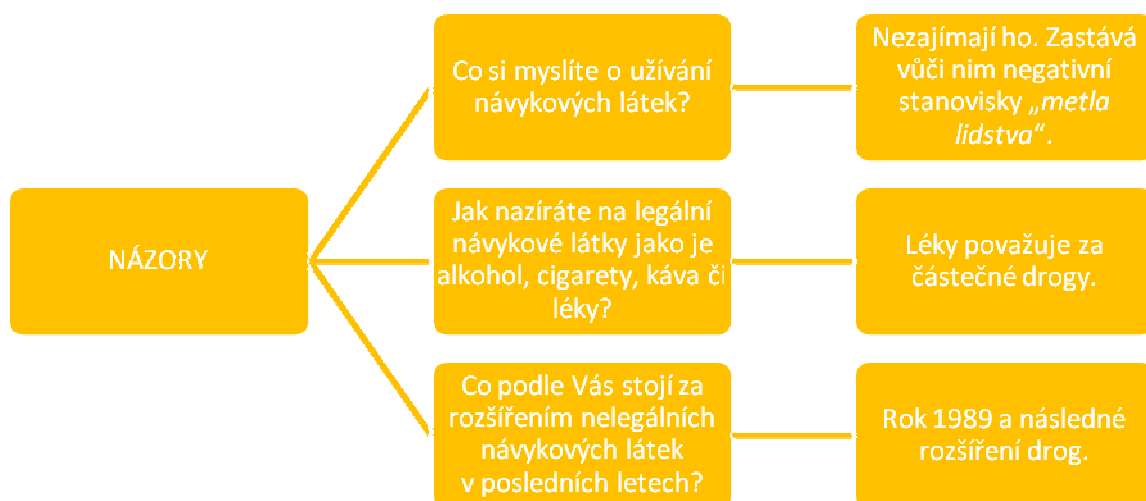 NÁZORY
Co si myslíte o užívání
návykových látek?
Nezajímají ho. Zastává
vůči nim negativní
stanovisky „metla
lidstva“.
Jak nazíráte na legální
návykové látky jako je
alkohol, cigarety, káva či
léky?
Léky považuje za
částečné drogy.
Co podle Vás stojí za
rozšířením nelegálních
návykových látek
v posledních letech?
Rok 1989 a následné
rozšíření drog.